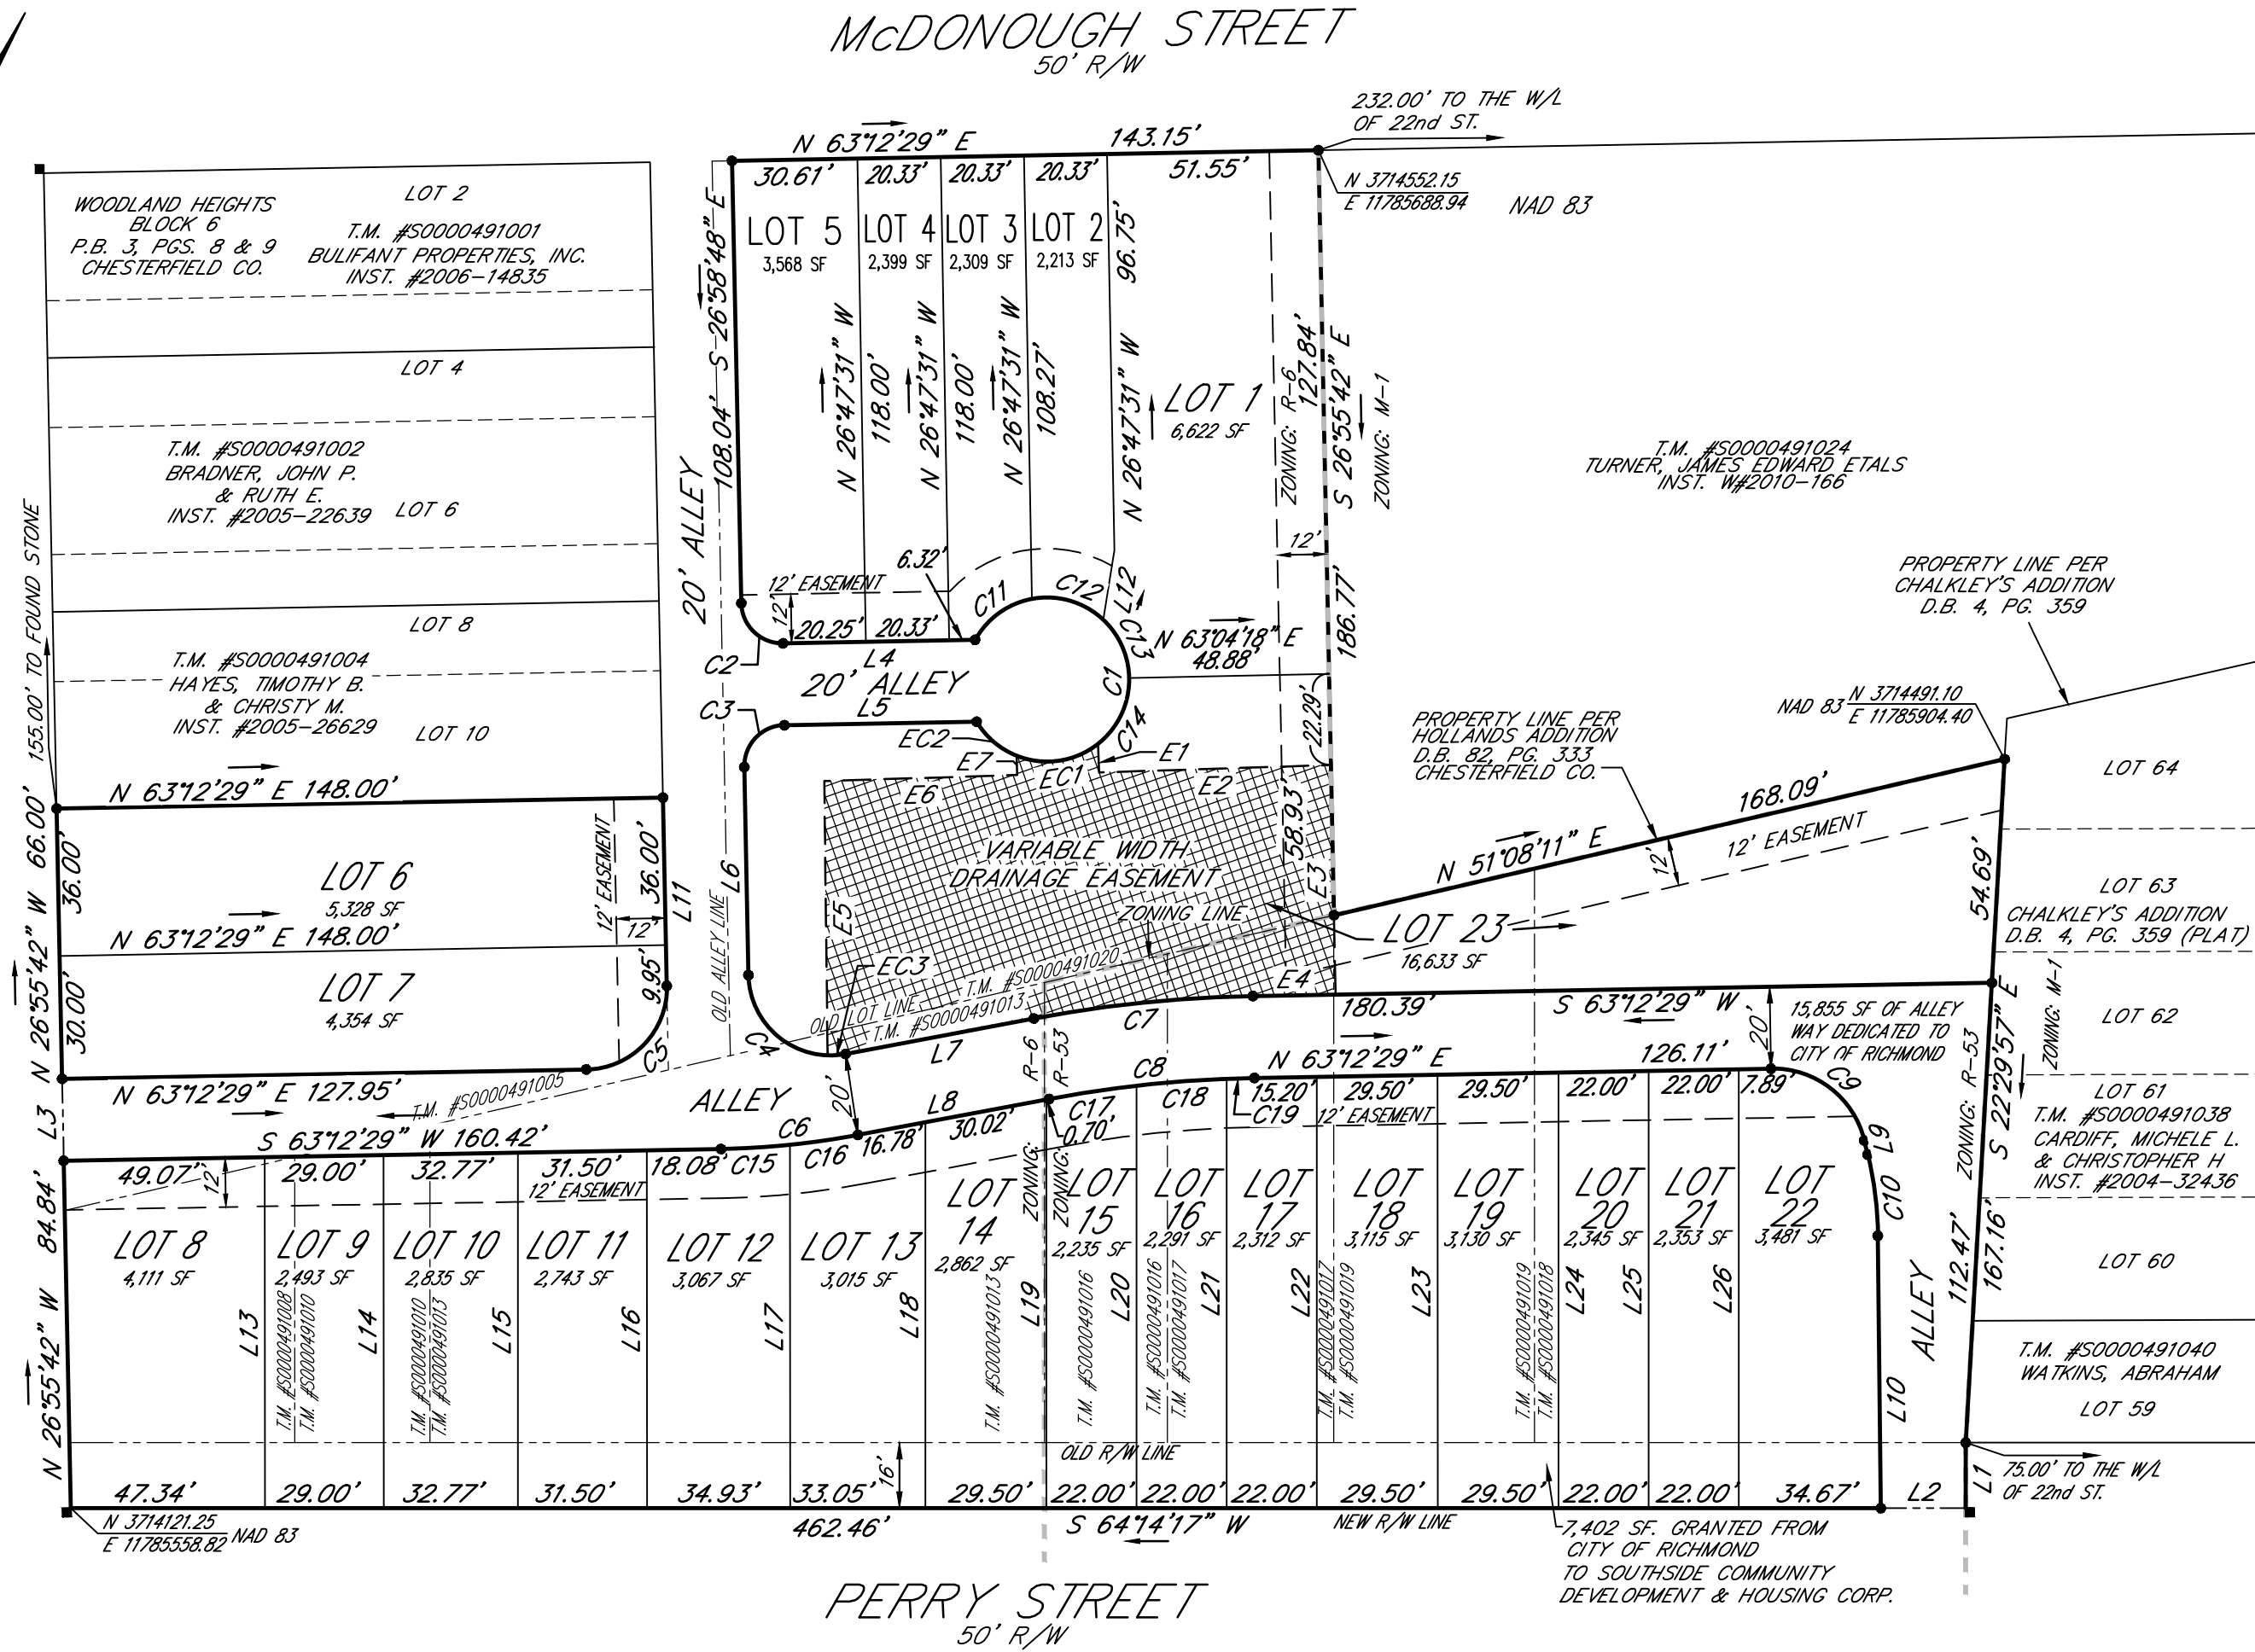 McDONOUGH STREET
50' R/W
232.00' TO THE W/L
OF 22nd ST.
N 63°12'29" E 143.15'
30.61' 20.33' 20.33' 20.33' 51.55'
N 3714552.15
E 11785688.94
NAD 83
WOODLAND HEIGHTS
BLOCK 6
P.B. 3, PGS. 8 & 9
CHESTERFIELD CO.
LOT 2
T.M. #S0000491001
BULIFANT PROPERTIES, INC.
INST. #2006-14835
LOT 4
T.M. #S0000491002
BRADNER, JOHN P.
& RUTH E.
INST. #2005-22639
LOT 6
LOT 8
T.M. #S0000491004
HAYES, TIMOTHY B.
& CHRISTY M.
INST. #2005-26629
LOT 10
155.00' TO FOUND STONE
S 26°58'48" E
108.04'
20' ALLEY
LOT 5
3,568 SF
LOT 4
2,399 SF
LOT 3
2,309 SF
LOT 2
2,213 SF
96.75'
N 26°47'31" W
118.00'
N 26°47'31" W
118.00'
N 26°47'31" W
108.27'
N 26°47'31" W
LOT 1
6,622 SF
ZONING: R-6
127.84'
S 26°55'42" E
ZONING: M-1
186.77'
12'
T.M. #S0000491024
TURNER, JAMES EDWARD ETALS
INST. W#2010-166
PROPERTY LINE PER
CHALKLEY'S ADDITION
D.B. 4, PG. 359
6.32'
12' EASEMENT
12'
20.25' 20.33'
C11
C12
L12
C13
C1
C14
C2
L4
20' ALLEY
L5
C3
EC2
E7
EC1
E1
E2
E6
N 63°04'18" E
48.88'
22.29'
58.93'
E3
PROPERTY LINE PER
HOLLANDS ADDITION
D.B. 82, PG. 333
CHESTERFIELD CO.
NAD 83
N 3714491.10
E 11785904.40
168.09'
N 51°08'11" E
12' EASEMENT
12'
LOT 64
54.69'
LOT 63
CHALKLEY'S ADDITION
D.B. 4, PG. 359 (PLAT)
LOT 62
ZONING: M-1
ZONING: R-53
S 22°29'57" E
LOT 61
T.M. #S0000491038
CARDIFF, MICHELE L.
& CHRISTOPHER H
INST. #2004-32436
LOT 60
T.M. #S0000491040
WATKINS, ABRAHAM
LOT 59
N 63°12'29" E 148.00'
N 26°55'42" W 66.00'
36.00'
LOT 6
5,328 SF
12' EASEMENT
36.00'
L11
12'
N 63°12'29" E 148.00'
30.00'
LOT 7
4,354 SF
9.95'
C5
N 63°12'29" E 127.95'
T.M. #S0000491005
L6
OLD ALLEY LINE
C4
E5
VARIABLE WIDTH
DRAINAGE EASEMENT
ZONING LINE
EC3
OLD LOT LINE
T.M. #S0000491020
T.M. #S0000491013
LOT 23
16,633 SF
E4
180.39'
S 63°12'29" W
C7
L7
R-6
R-53
C8
L8
C6
ALLEY
20'
N 63°12'29" E
126.11'
20'
15,855 SF OF ALLEY
WAY DEDICATED TO
CITY OF RICHMOND
C9
L9
C10
L10
ALLEY
112.47'
167.16'
L3
S 63°12'29" W 160.42'
49.07' 29.00' 32.77' 31.50' 18.08' C15 C16 16.78' 30.02' C17 0.70' C18 C19 15.20' 29.50' 29.50' 22.00' 22.00' 7.89'
12'
12' EASEMENT
12' EASEMENT
N 26°55'42" W 84.84'
LOT 8
4,111 SF
L13
LOT 9
2,493 SF
T.M. #S0000491008
T.M. #S0000491010
L14
LOT 10
2,835 SF
T.M. #S0000491010
T.M. #S0000491013
L15
LOT 11
2,743 SF
L16
LOT 12
3,067 SF
L17
LOT 13
3,015 SF
L18
LOT
14
2,862 SF
T.M. #S0000491013
L19
ZONING:
ZONING:
LOT
15
2,235 SF
T.M. #S0000491016
L20
LOT
16
2,291 SF
T.M. #S0000491016
T.M. #S0000491017
L21
LOT
17
2,312 SF
L22
T.M. #S0000491017
T.M. #S0000491019
LOT
18
3,115 SF
L23
LOT
19
3,130 SF
T.M. #S0000491019
T.M. #S0000491018
L24
LOT
20
2,345 SF
L25
LOT
21
2,353 SF
L26
LOT
22
3,481 SF
OLD R/W LINE
16'
47.34' 29.00' 32.77' 31.50' 34.93' 33.05' 29.50' 22.00' 22.00' 22.00' 29.50' 29.50' 22.00' 22.00' 34.67'
L2
L1
75.00' TO THE W/L
OF 22nd ST.
N 3714121.25
E 11785558.82
NAD 83
462.46'
S 64°14'17" W
NEW R/W LINE
7,402 SF. GRANTED FROM
CITY OF RICHMOND
TO SOUTHSIDE COMMUNITY
DEVELOPMENT & HOUSING CORP.
PERRY STREET
50' R/W